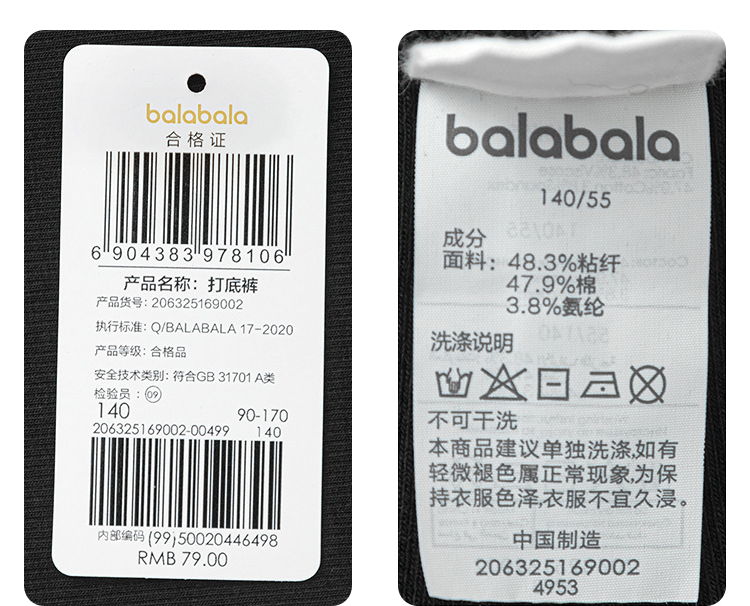 balabala
合格证
6 904383 978106
产品名称：打底裤
产品货号：206325169002
执行标准：Q/BALABALA 17-2020
产品等级：合格品
安全技术类别：符合GB 31701 A类
检验员：09
140 90-170
206325169002-00499 140
内部编码 (99)50020446498
RMB 79.00
balabala
140/55
成分
面料：48.3%粘纤
47.9%棉
3.8%氨纶
洗涤说明
不可干洗
本商品建议单独洗涤,如有
轻微褪色属正常现象,为保
持衣服色泽,衣服不宜久浸。
中国制造
206325169002
4953